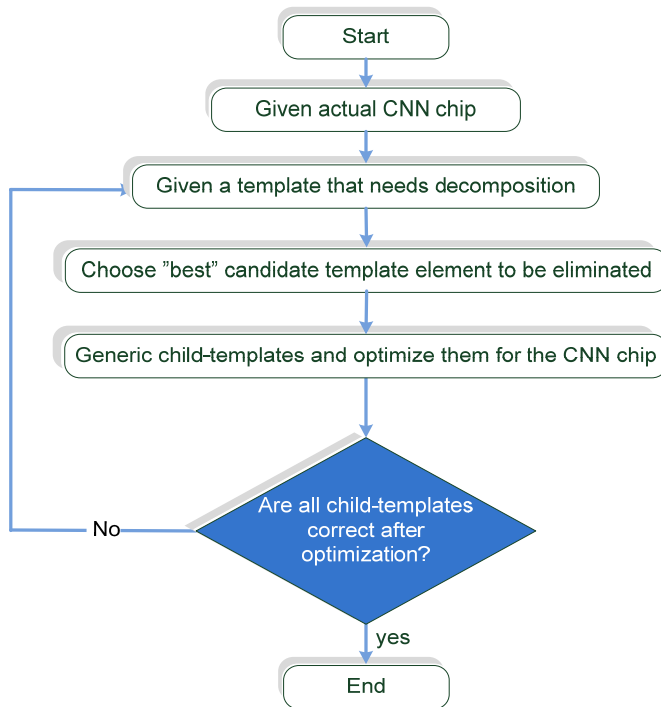 Start
Given actual CNN chip
Given a template that needs decomposition
Choose ”best” candidate template element to be eliminated
Generic child-templates and optimize them for the CNN chip
Are all child-templates
correct after
optimization?
No
yes
End